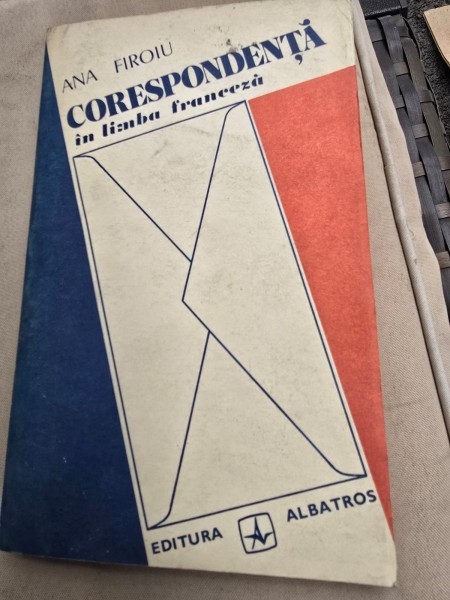 ANA FIROIU
CORESPONDENȚĂ
în limba franceză
EDITURA ALBATROS